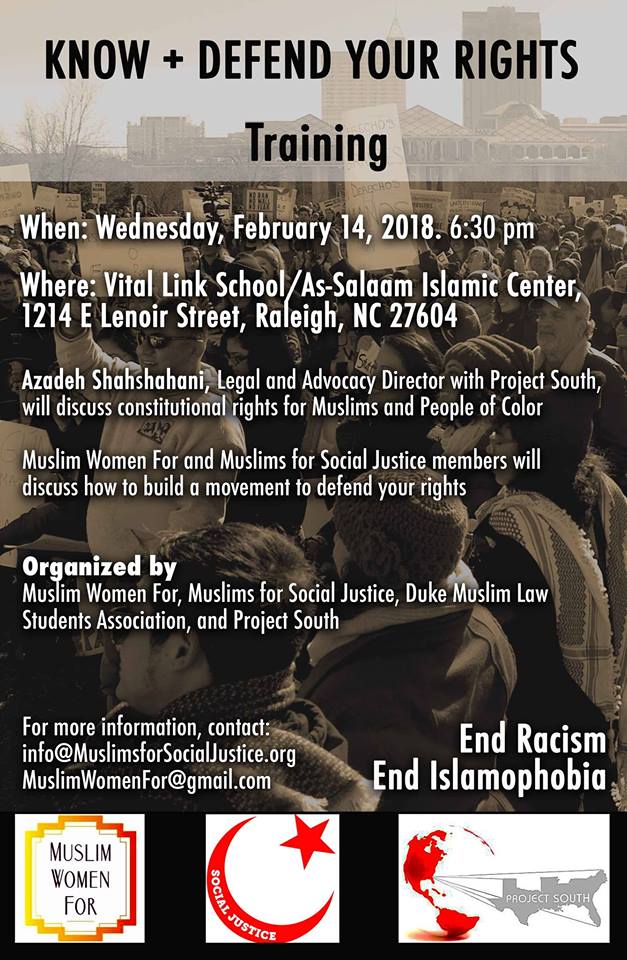 KNOW + DEFEND YOUR RIGHTS
Training
When: Wednesday, February 14, 2018. 6:30 pm
Where: Vital Link School/As-Salaam Islamic Center,
1214 E Lenoir Street, Raleigh, NC 27604
Azadeh Shahshahani, Legal and Advocacy Director with Project South,
will discuss constitutional rights for Muslims and People of Color
Muslim Women For and Muslims for Social Justice members will
discuss how to build a movement to defend your rights
Organized by
Muslim Women For, Muslims for Social Justice, Duke Muslim Law
Students Association, and Project South
For more information, contact:
info@MuslimsforSocialJustice.org
MuslimWomenFor@gmail.com
End Racism
End Islamophobia
MUSLIM
WOMEN
FOR
SOCIAL JUSTICE
PROJECT SOUTH